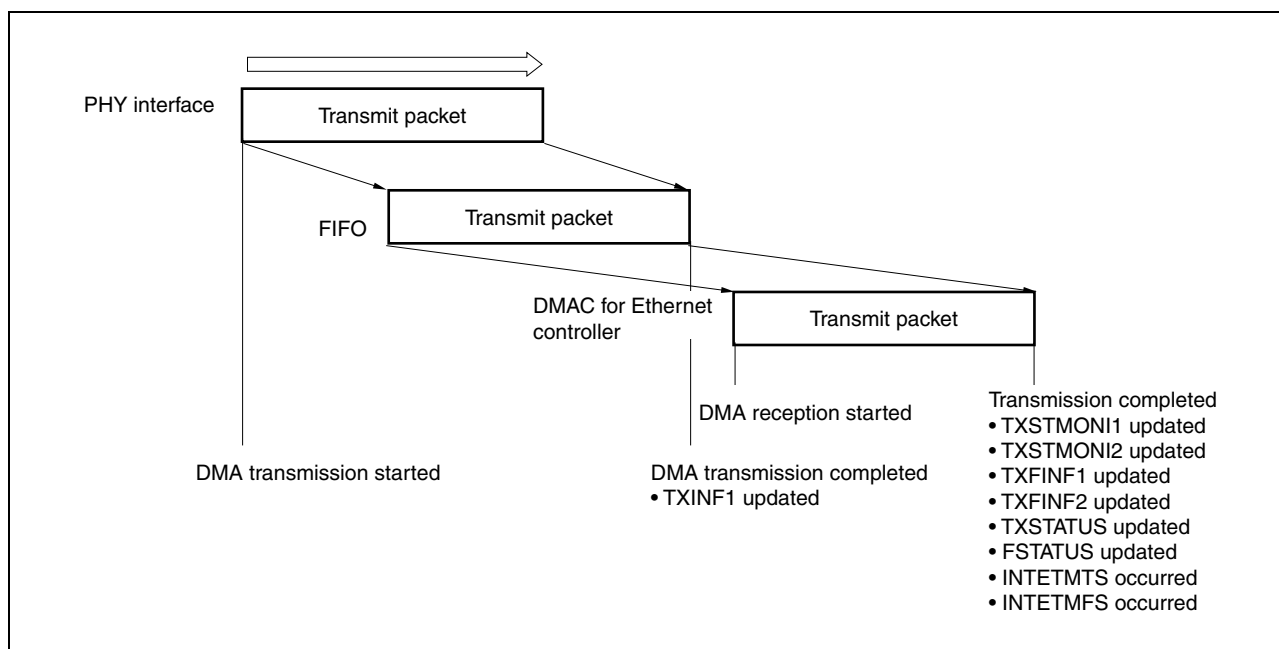 PHY interface
Transmit packet
FIFO
Transmit packet
DMAC for Ethernet
controller
Transmit packet
DMA reception started
DMA transmission started
DMA transmission completed
• TXINF1 updated
Transmission completed
• TXSTMONI1 updated
• TXSTMONI2 updated
• TXFINF1 updated
• TXFINF2 updated
• TXSTATUS updated
• FSTATUS updated
• INTETMTS occurred
• INTETMFS occurred